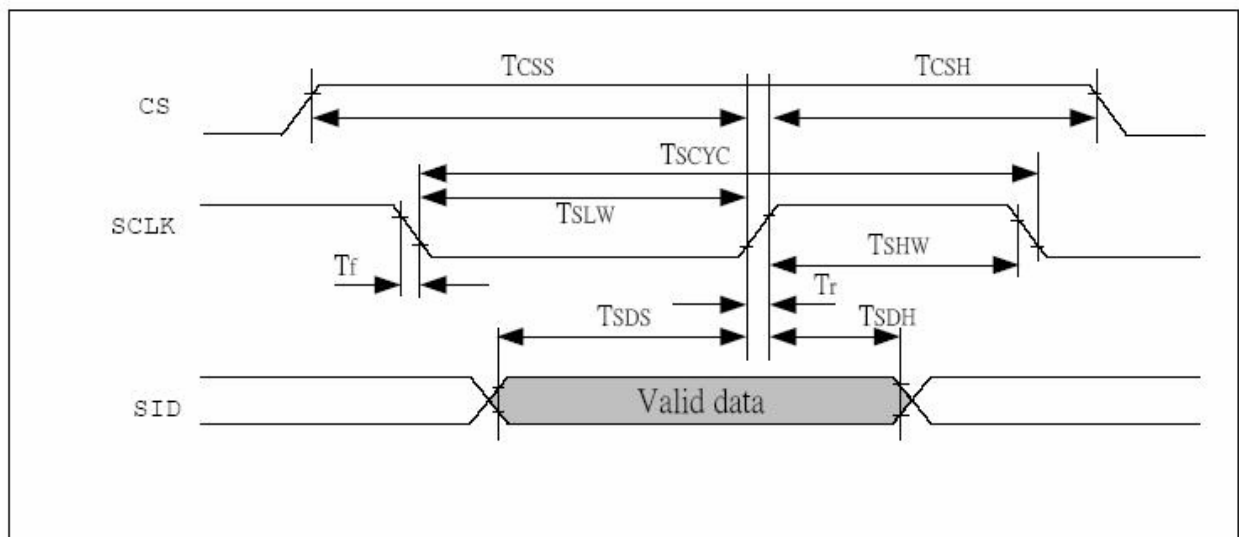 TCSS
TCSH
CS
TSCYC
TSLW
SCLK
TSHW
Tf
Tr
TSDS
TSDH
SID
Valid data